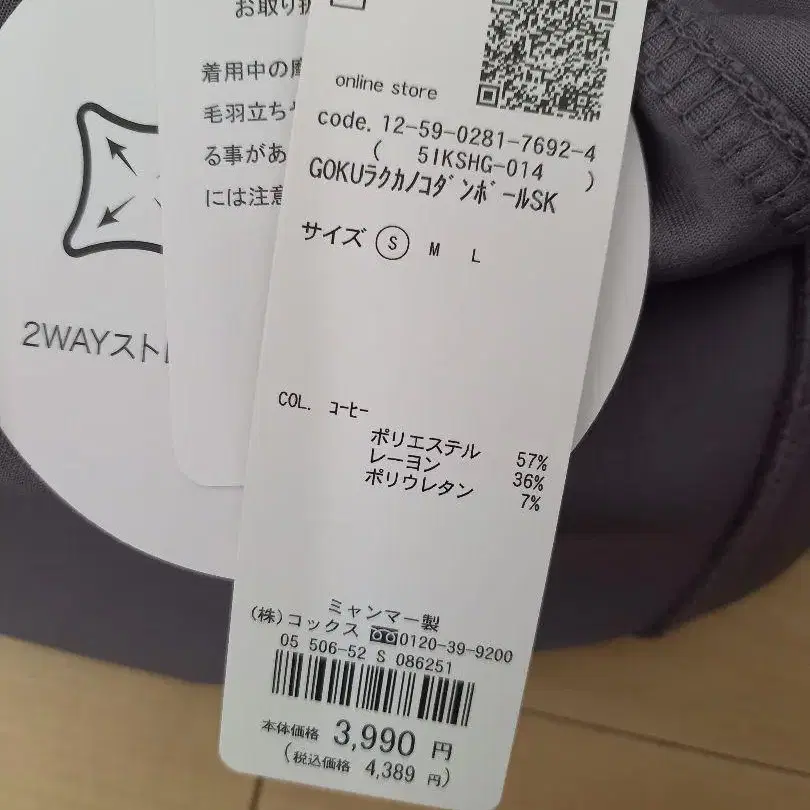 お取り扱
着用中の摩
毛羽立ちや
る事があ
には注意
2WAYスト
online store
code. 12-59-0281-7692-4
( 5IKSHG-014 )
GOKUラクカノコダンボールSK
サイズ Ⓢ M L
COL. コーヒー
ポリエステル 57%
レーヨン 36%
ポリウレタン 7%
ミャンマー製
(株)コックス 0120-39-9200
05 506-52 S 086251
本体価格 3,990 円
(税込価格 4,389 円)